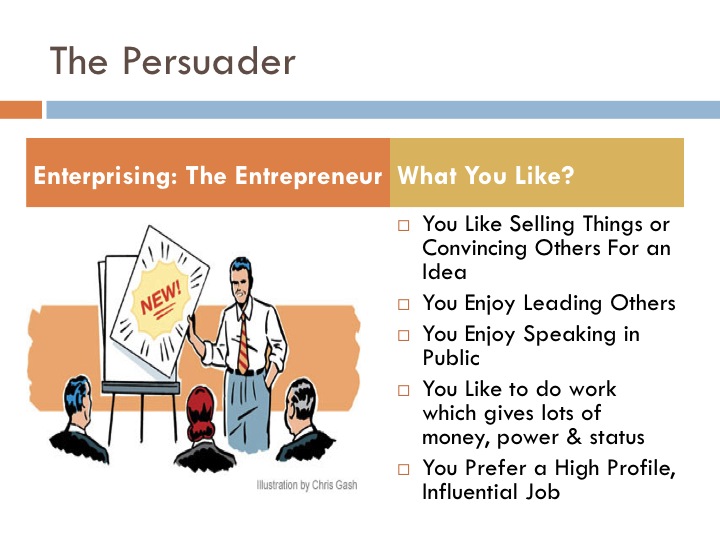 The Persuader
Enterprising: The Entrepreneur
What You Like?
NEW!
Illustration by Chris Gash
You Like Selling Things or
Convincing Others For an
Idea
You Enjoy Leading Others
You Enjoy Speaking in
Public
You Like to do work
which gives lots of
money, power & status
You Prefer a High Profile,
Influential Job